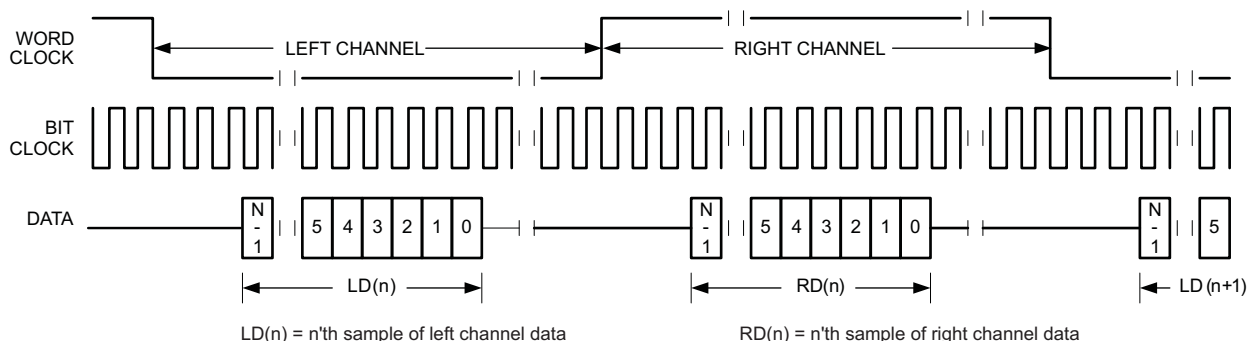 WORD
CLOCK
LEFT CHANNEL
RIGHT CHANNEL
BIT
CLOCK
DATA
N
-
1
5 4 3 2 1 0
N
-
1
5 4 3 2 1 0
N
-
1
5
LD(n)
RD(n)
LD (n+1)
LD(n) = n'th sample of left channel data
RD(n) = n'th sample of right channel data